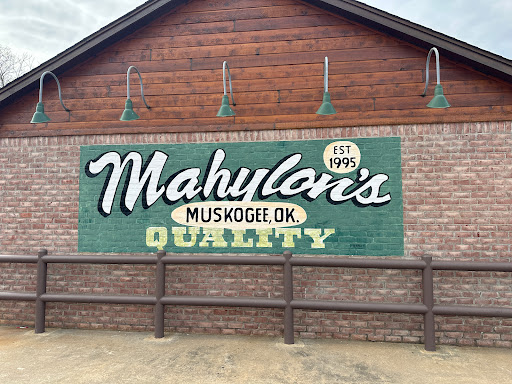 EST
1995
Mahylon's
MUSKOGEE, OK.
QUALITY